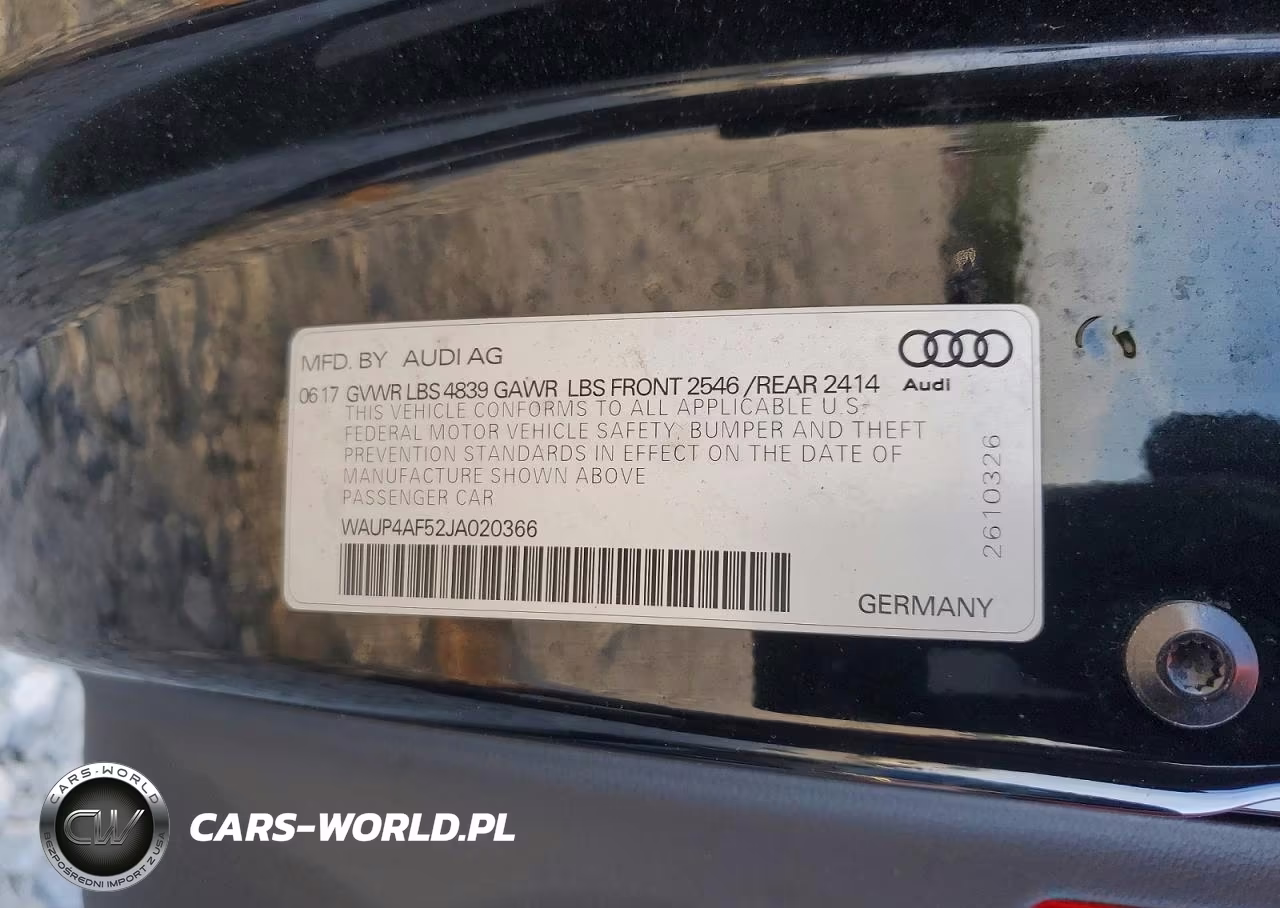 MFD. BY AUDI AG
Audi
0617 GVWR LBS 4839 GAWR LBS FRONT 2546 /REAR 2414
THIS VEHICLE CONFORMS TO ALL APPLICABLE U.S.
FEDERAL MOTOR VEHICLE SAFETY, BUMPER AND THEFT
PREVENTION STANDARDS IN EFFECT ON THE DATE OF
MANUFACTURE SHOWN ABOVE
PASSENGER CAR
WAUP4AF52JA020366
2610326
GERMANY
CARS-WORLD
CW
BEZPOŚREDNI IMPORT Z USA
CARS-WORLD.PL